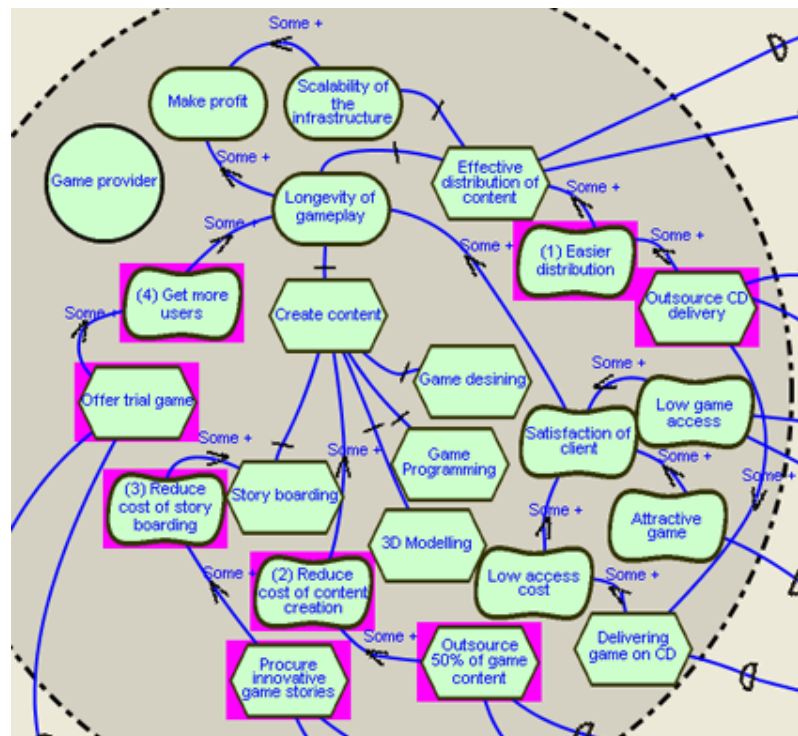 Some +
Make profit
Scalability of
the
infrastructure
Game provider
Some +
Effective
distribution of
content
Longevity of
gameplay
Some +
Some +
(1) Easier
distribution
Some +
Some +
(4) Get more
users
Outsource CD
delivery
Some +
Create content
Some +
Game desining
Offer trial game
Low game
access
Some +
Satisfaction of
client
Some +
Game
Programming
Some +
(3) Reduce
cost of story
boarding
Story boarding
Attractive
game
Some +
3D Modelling
Some +
(2) Reduce
cost of content
creation
Low access
cost
Some +
Some +
Delivering
game on CD
Procure
innovative
game stories
Outsource
50% of game
content